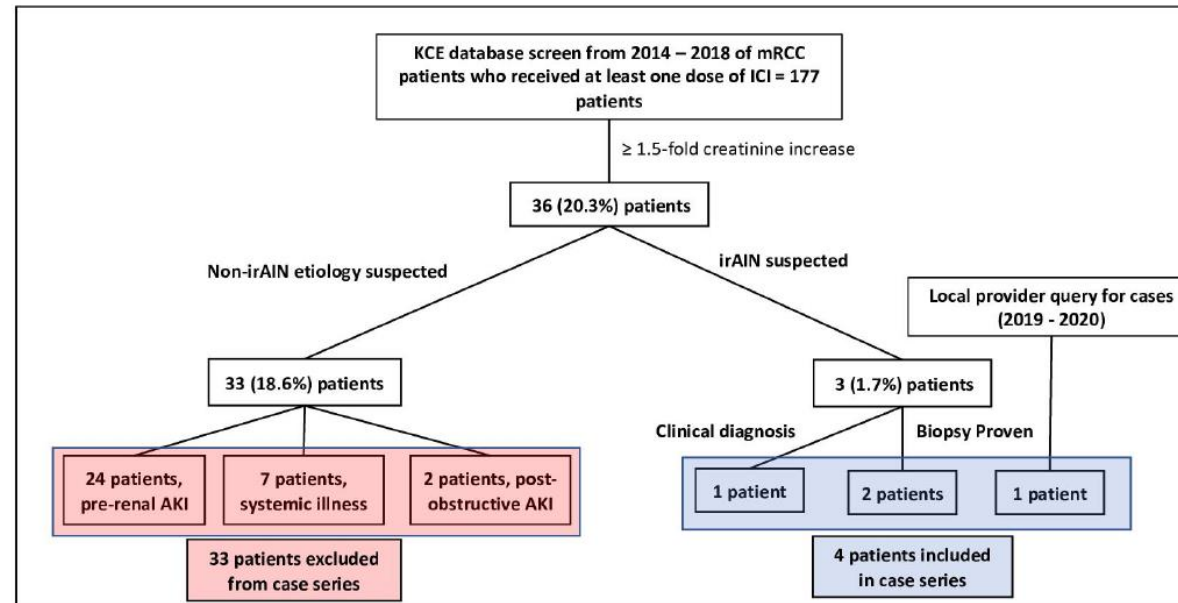 KCE database screen from 2014 – 2018 of mRCC
patients who received at least one dose of ICI = 177
patients
≥ 1.5-fold creatinine increase
36 (20.3%) patients
Non-irAIN etiology suspected
irAIN suspected
Local provider query for cases
(2019 - 2020)
33 (18.6%) patients
3 (1.7%) patients
Clinical diagnosis
Biopsy Proven
24 patients,
pre-renal AKI
7 patients,
systemic illness
2 patients, post-
obstructive AKI
1 patient
2 patients
1 patient
33 patients excluded
from case series
4 patients included
in case series